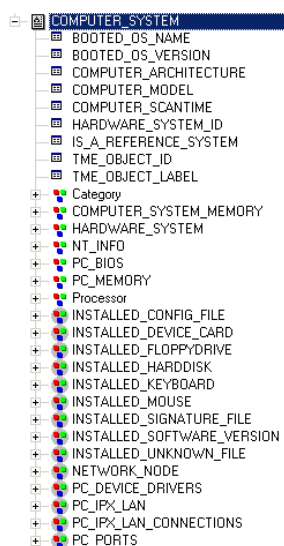 COMPUTER_SYSTEM
BOOTED_OS_NAME
BOOTED_OS_VERSION
COMPUTER_ARCHITECTURE
COMPUTER_MODEL
COMPUTER_SCANTIME
HARDWARE_SYSTEM_ID
IS_A_REFERENCE_SYSTEM
TME_OBJECT_ID
TME_OBJECT_LABEL
Category
COMPUTER_SYSTEM_MEMORY
HARDWARE_SYSTEM
NT_INFO
PC_BIOS
PC_MEMORY
Processor
INSTALLED_CONFIG_FILE
INSTALLED_DEVICE_CARD
INSTALLED_FLOPPYDRIVE
INSTALLED_HARDDISK
INSTALLED_KEYBOARD
INSTALLED_MOUSE
INSTALLED_SIGNATURE_FILE
INSTALLED_SOFTWARE_VERSION
INSTALLED_UNKNOWN_FILE
NETWORK_NODE
PC_DEVICE_DRIVERS
PC_IPX_LAN
PC_IPX_LAN_CONNECTIONS
PC_PORTS